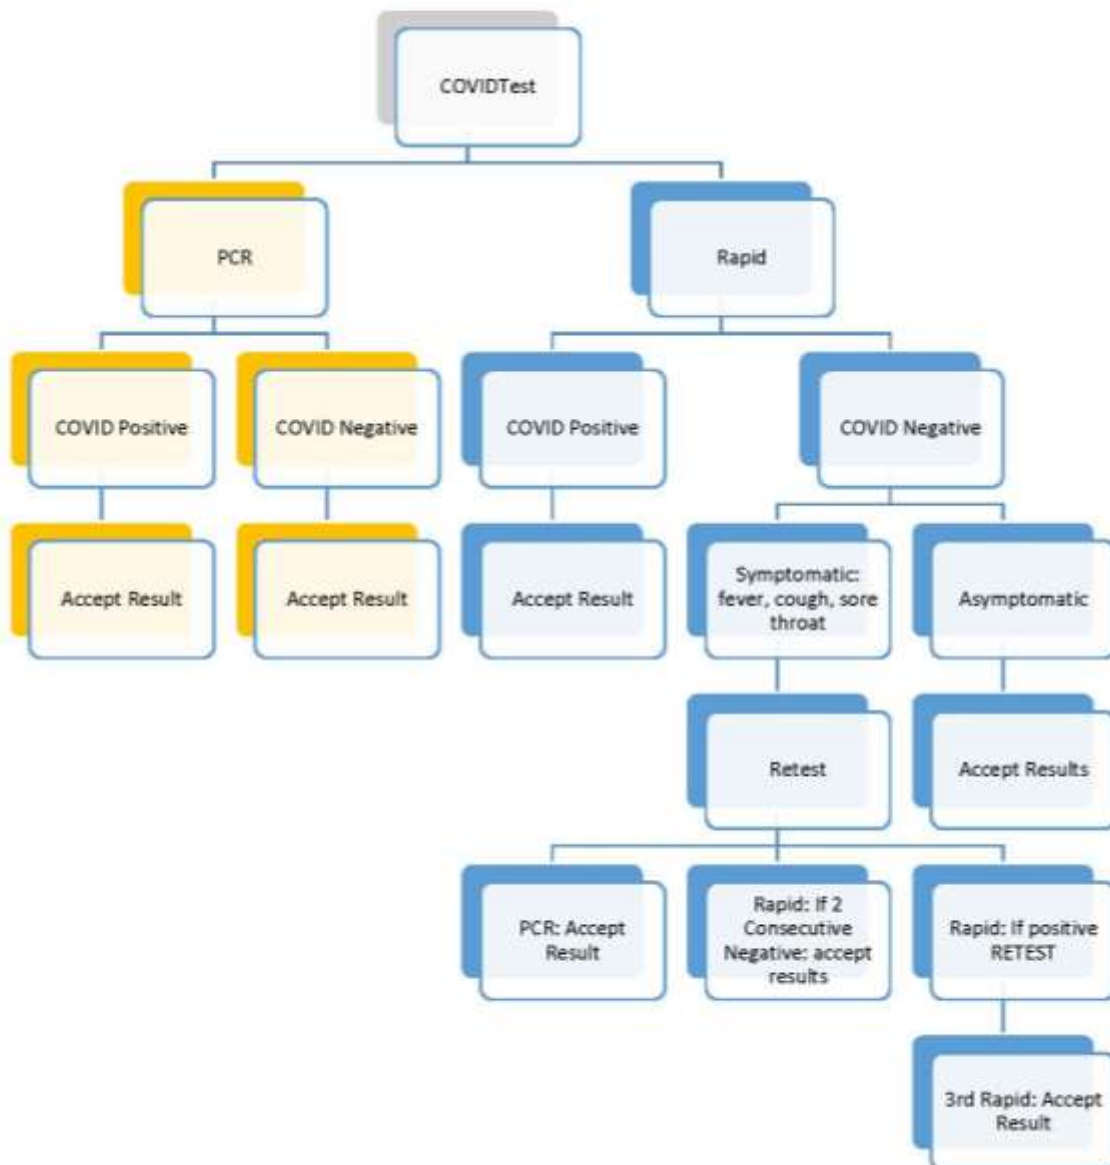 COVIDTest
PCR
Rapid
COVID Positive
COVID Negative
COVID Positive
COVID Negative
Accept Result
Accept Result
Accept Result
Symptomatic:
fever, cough, sore
throat
Asymptomatic
Retest
Accept Results
PCR: Accept
Result
Rapid: If 2
Consecutive
Negative: accept
results
Rapid: If positive
RETEST
3rd Rapid: Accept
Result